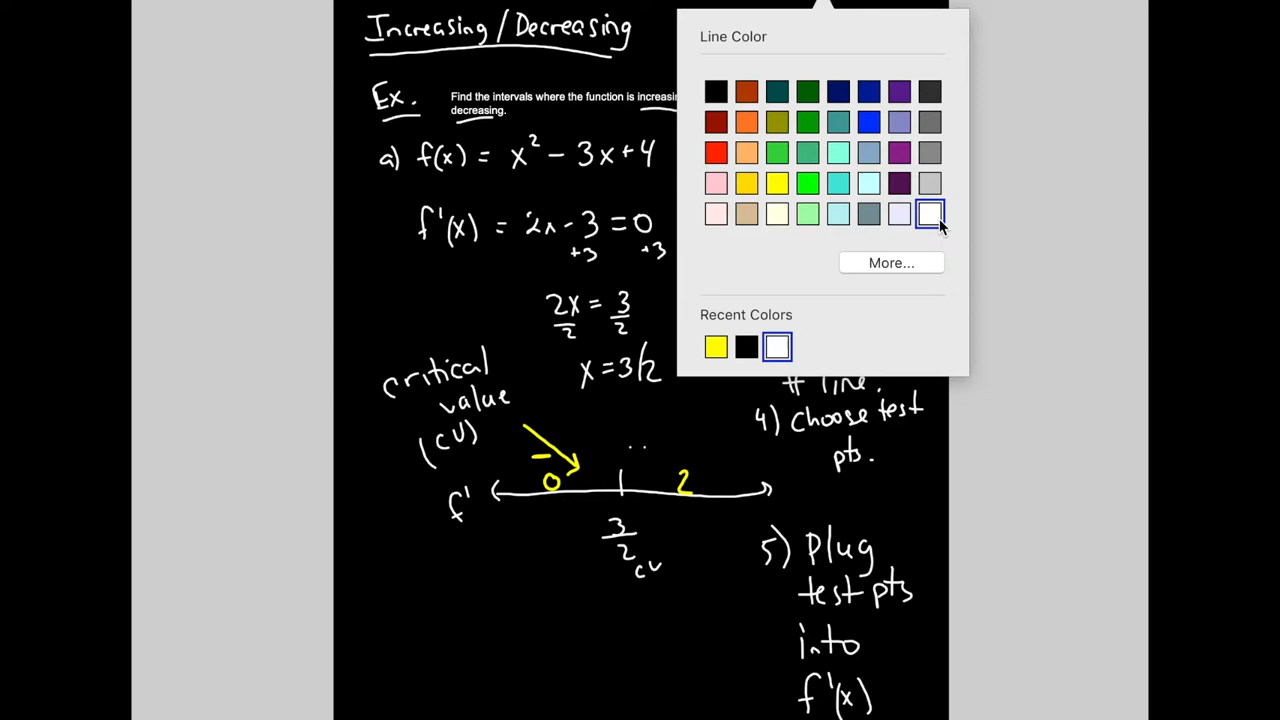 Increasing/Decreasing
Line Color
Ex.
Find the intervals where the function is increasin
decreasing.
a) f(x) = x² - 3x+4
f'(x) = 2x - 3 = 0
+3 +3
More...
2x = 3
2 2
Recent Colors
x = 3/2
critical
value
(CV)
# line.
4) Choose test
pts.
- 
0 2
f'
3
2
CV
5) Plug
test pts
into
f'(x)